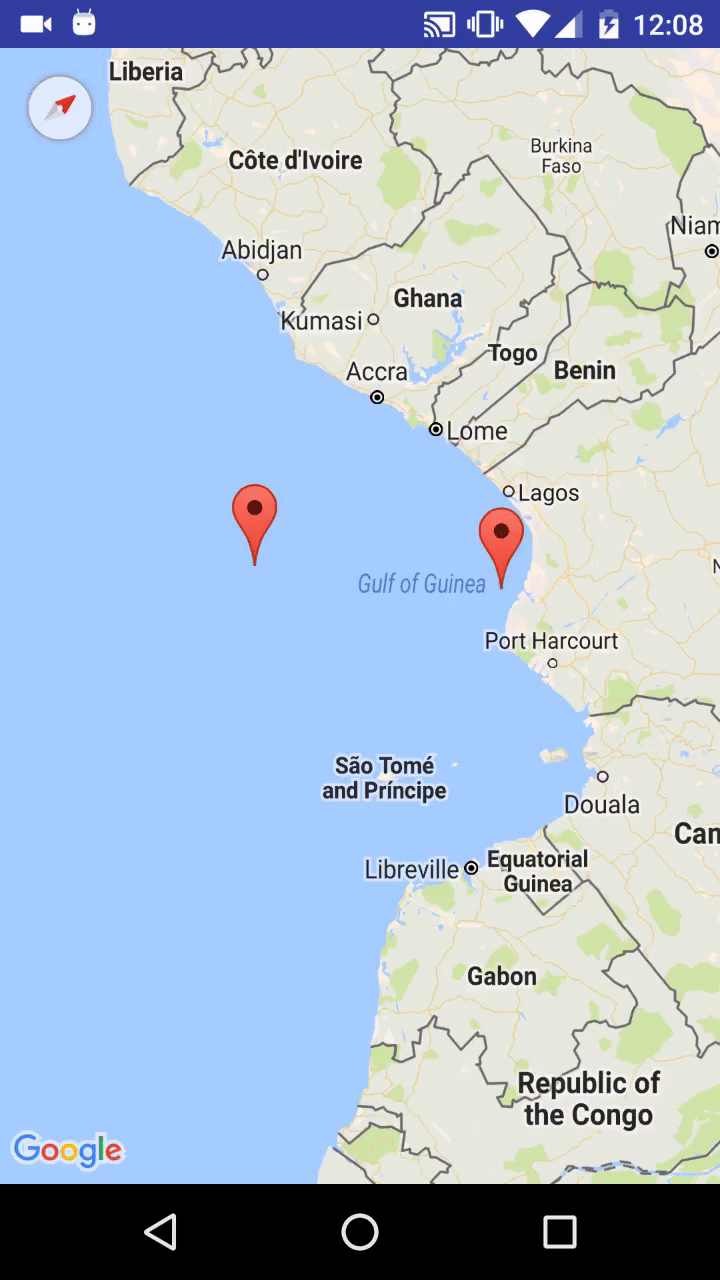 12:08
Liberia
Burkina
Faso
Côte d'Ivoire
Niam
Abidjan
Ghana
Kumasi
Togo
Benin
Accra
Lome
Lagos
Gulf of Guinea
N
Port Harcourt
São Tomé
and Príncipe
Douala
Can
Libreville
Equatorial
Guinea
Gabon
Republic of
the Congo
Google